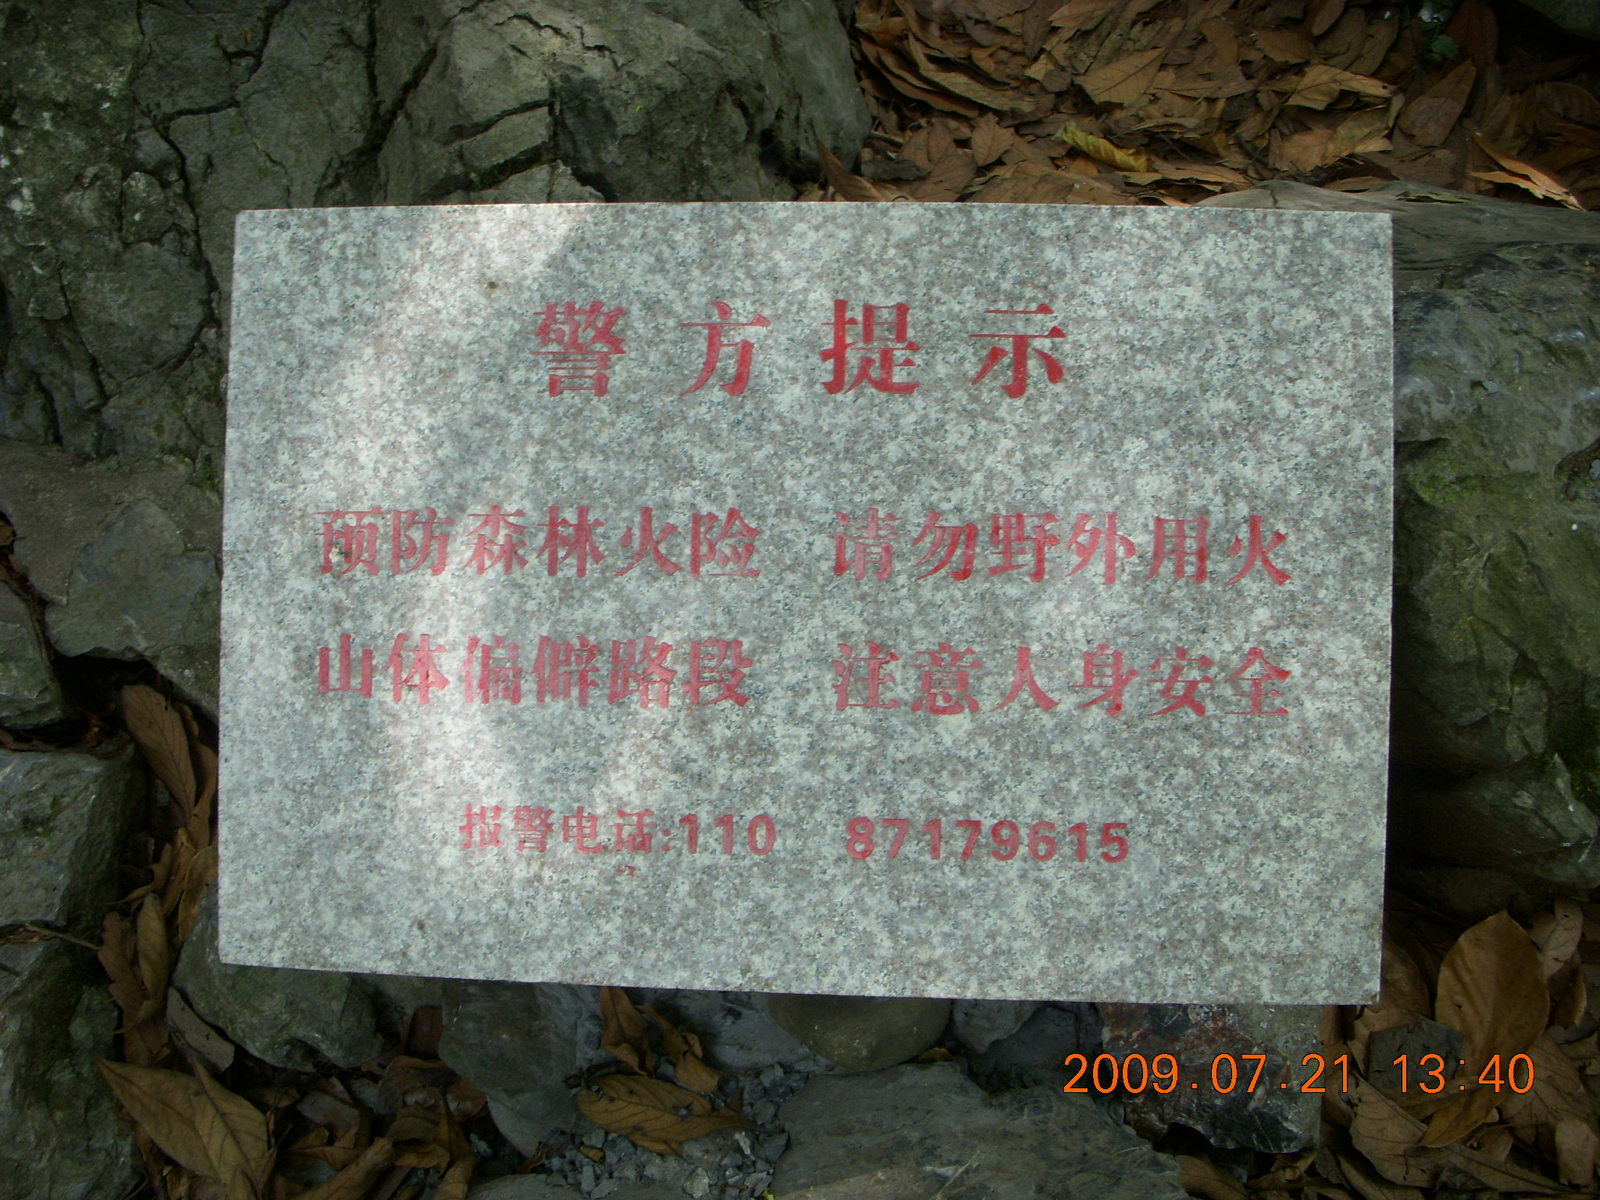 警方提示
预防森林火险 请勿野外用火
山体偏僻路段 注意人身安全
报警电话:110 87179615
2009.07.21 13:40